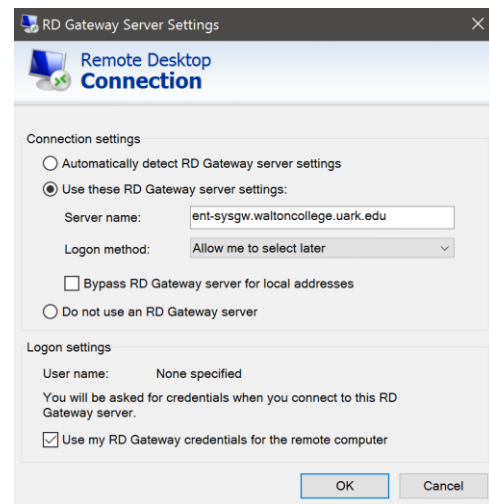 RD Gateway Server Settings
Remote Desktop
Connection
Connection settings
Automatically detect RD Gateway server settings
Use these RD Gateway server settings:
Server name: ent-sysgw.waltoncollege.uark.edu
Logon method: Allow me to select later
Bypass RD Gateway server for local addresses
Do not use an RD Gateway server
Logon settings
User name: None specified
You will be asked for credentials when you connect to this RD
Gateway server.
Use my RD Gateway credentials for the remote computer
OK Cancel